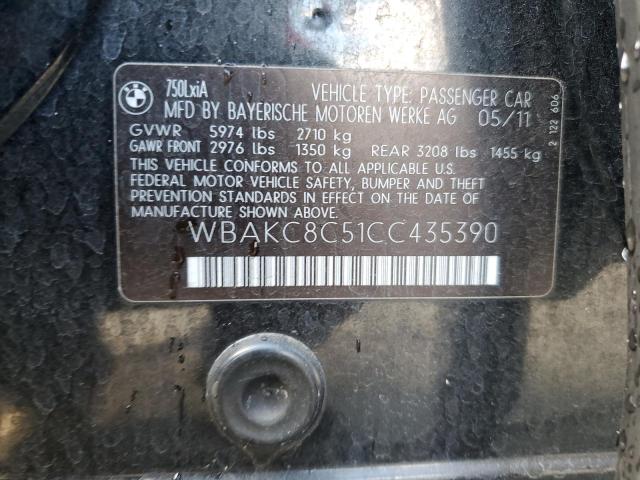 BMW
750LxiA
VEHICLE TYPE: PASSENGER CAR
MFD BY BAYERISCHE MOTOREN WERKE AG 05/11
GVWR 5974 lbs 2710 kg
GAWR FRONT 2976 lbs 1350 kg REAR 3208 lbs 1455 kg
THIS VEHICLE CONFORMS TO ALL APPLICABLE U.S.
FEDERAL MOTOR VEHICLE SAFETY, BUMPER AND THEFT
PREVENTION STANDARDS IN EFFECT ON THE DATE OF
MANUFACTURE SHOWN ABOVE.
WBAKC8C51CC435390
2 122 606